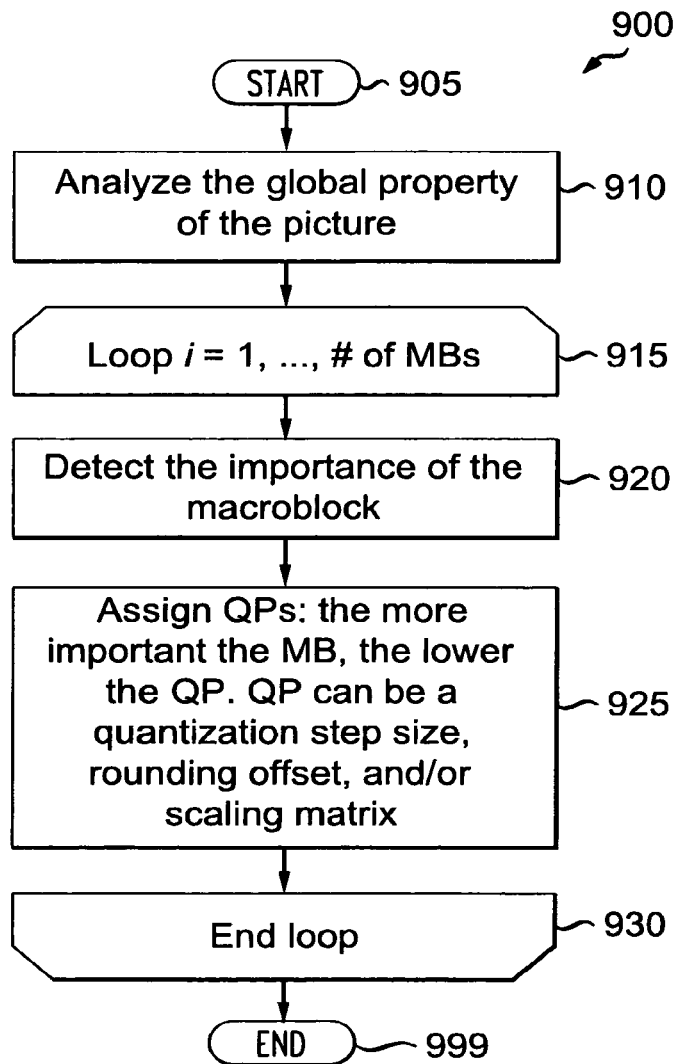 900
START
905
Analyze the global property
of the picture
910
Loop i = 1, ..., # of MBs
915
Detect the importance of the
macroblock
920
Assign QPs: the more
important the MB, the lower
the QP. QP can be a
quantization step size,
rounding offset, and/or
scaling matrix
925
End loop
930
END
999